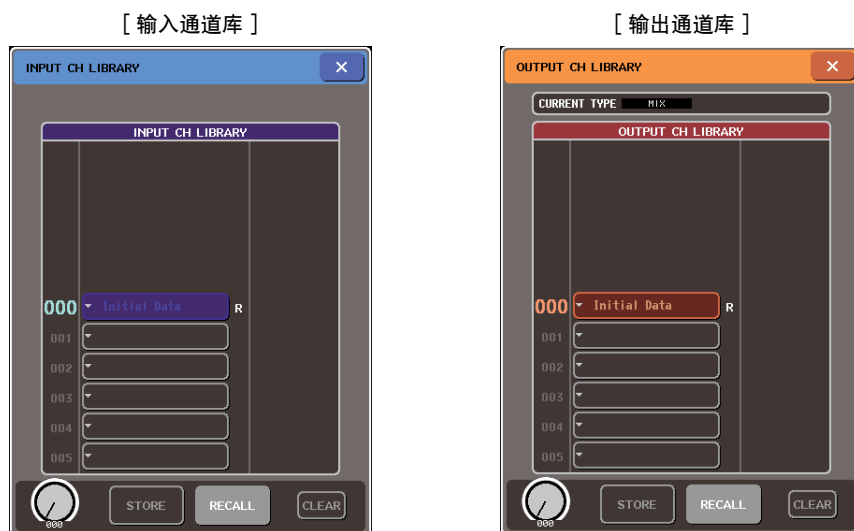 [ 输入通道库 ]
INPUT CH LIBRARY
×
INPUT CH LIBRARY
000 Initial Data R
001
002
003
004
005
000
STORE
RECALL
CLEAR
[ 输出通道库 ]
OUTPUT CH LIBRARY
×
CURRENT TYPE MIX
OUTPUT CH LIBRARY
000 Initial Data R
001
002
003
004
005
000
STORE
RECALL
CLEAR